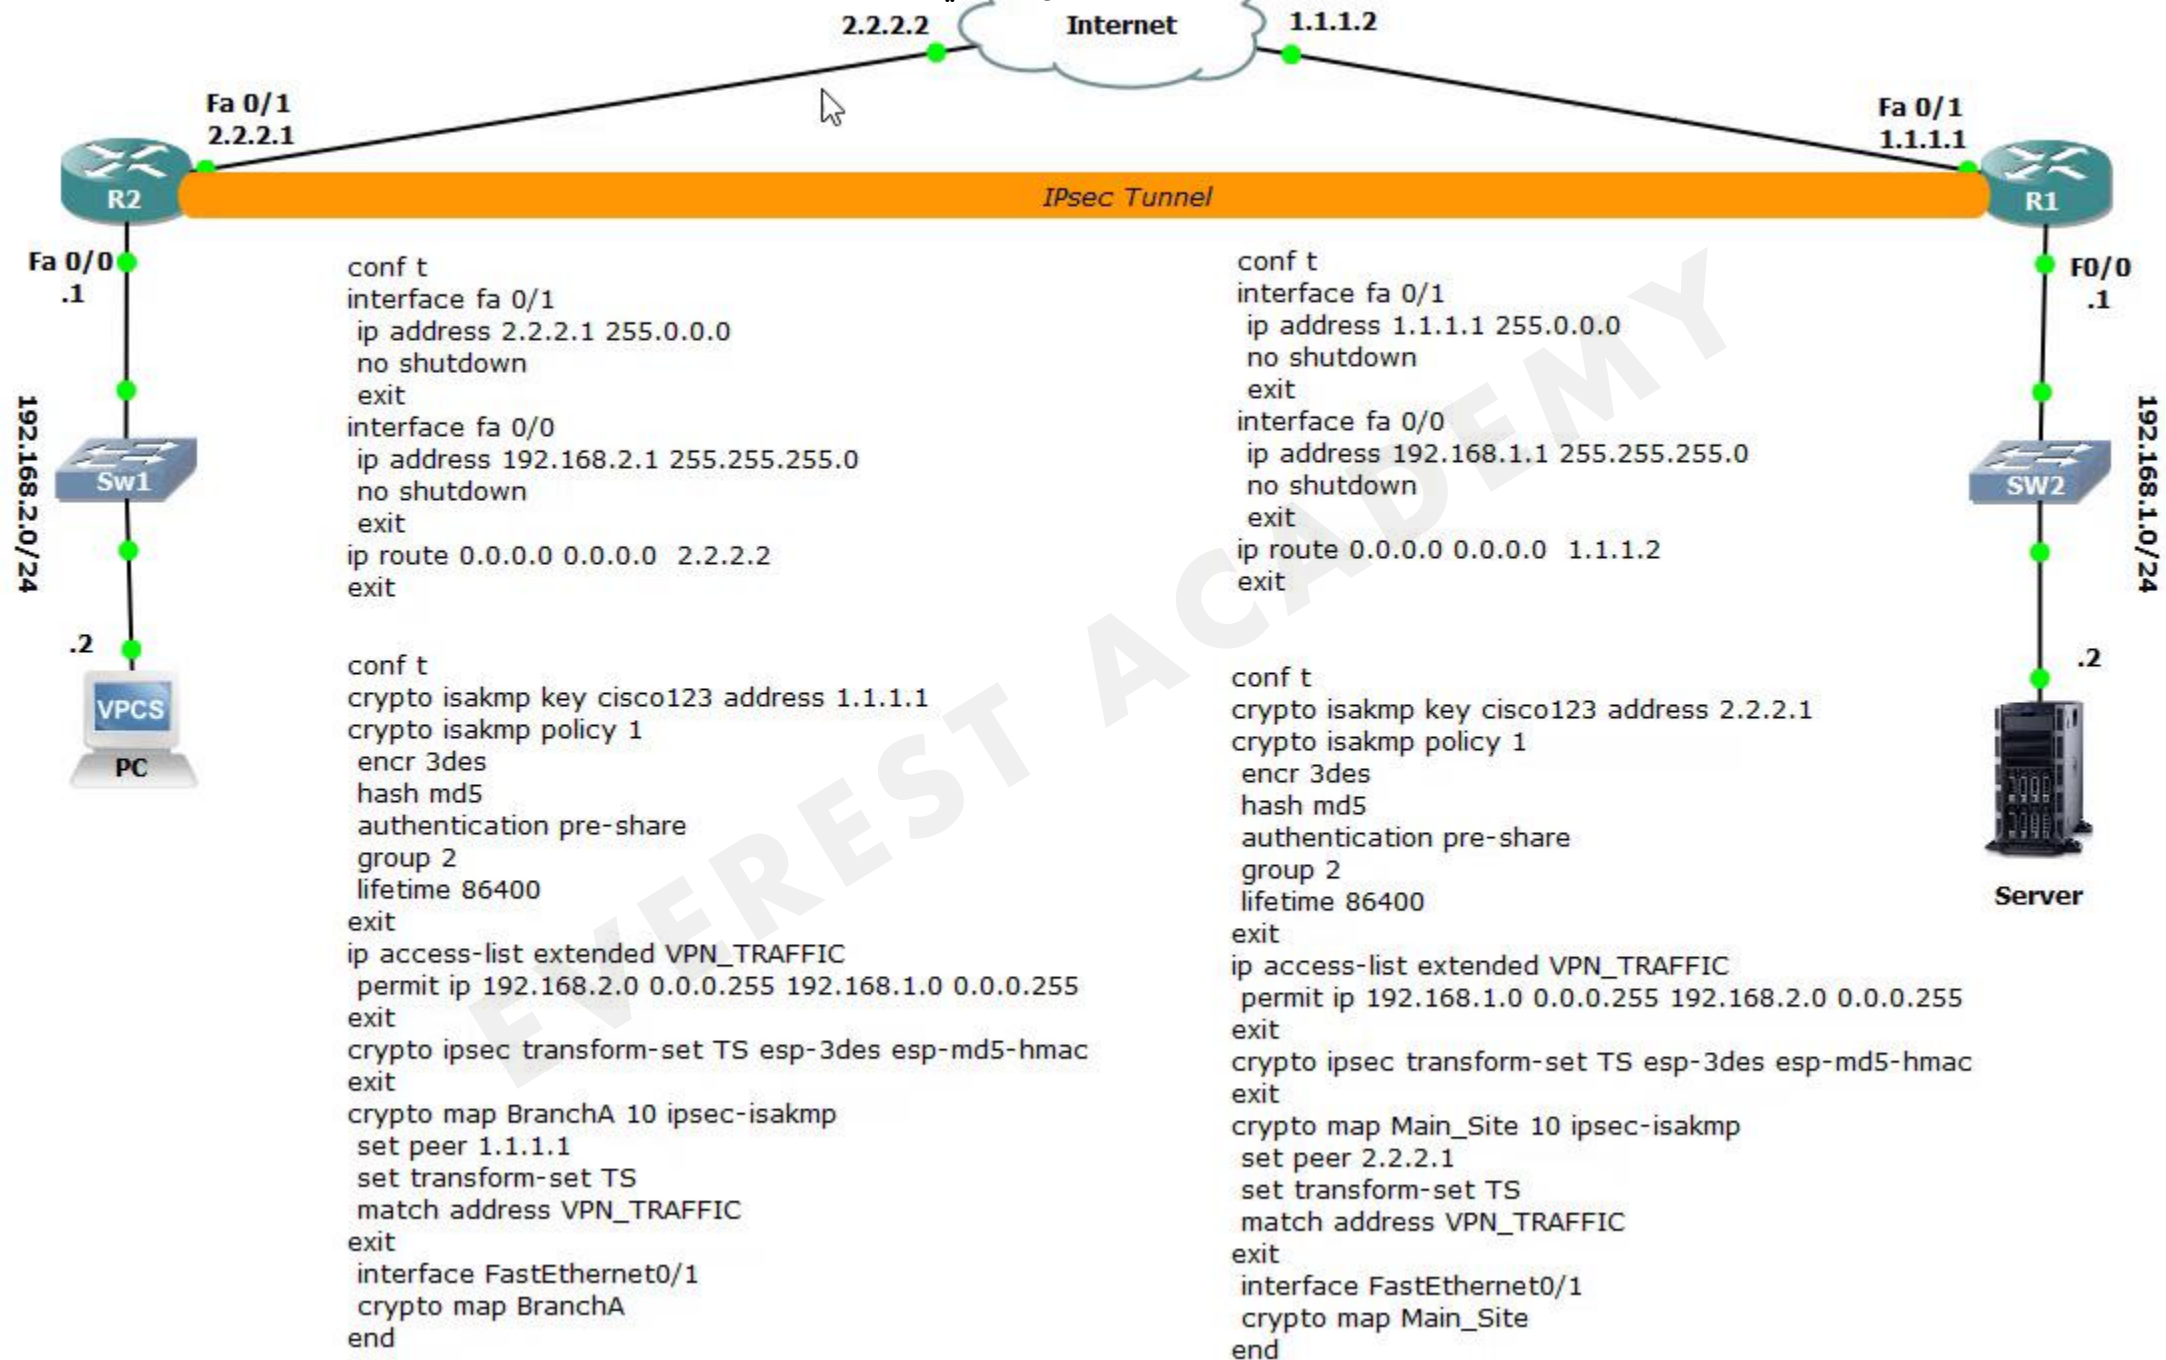 2.2.2.2
Internet
1.1.1.2
Fa 0/1
2.2.2.1
Fa 0/1
1.1.1.1
R2
IPsec Tunnel
R1
Fa 0/0
.1
F0/0
.1
192.168.2.0/24
Sw1
.2
VPCS
PC
conf t
interface fa 0/1
ip address 2.2.2.1 255.0.0.0
no shutdown
exit
interface fa 0/0
ip address 192.168.2.1 255.255.255.0
no shutdown
exit
ip route 0.0.0.0 0.0.0.0 2.2.2.2
exit
conf t
crypto isakmp key cisco123 address 1.1.1.1
crypto isakmp policy 1
encr 3des
hash md5
authentication pre-share
group 2
lifetime 86400
exit
ip access-list extended VPN_TRAFFIC
permit ip 192.168.2.0 0.0.0.255 192.168.1.0 0.0.0.255
exit
crypto ipsec transform-set TS esp-3des esp-md5-hmac
exit
crypto map BranchA 10 ipsec-isakmp
set peer 1.1.1.1
set transform-set TS
match address VPN_TRAFFIC
exit
interface FastEthernet0/1
crypto map BranchA
end
conf t
interface fa 0/1
ip address 1.1.1.1 255.0.0.0
no shutdown
exit
interface fa 0/0
ip address 192.168.1.1 255.255.255.0
no shutdown
exit
ip route 0.0.0.0 0.0.0.0 1.1.1.2
exit
conf t
crypto isakmp key cisco123 address 2.2.2.1
crypto isakmp policy 1
encr 3des
hash md5
authentication pre-share
group 2
lifetime 86400
exit
ip access-list extended VPN_TRAFFIC
permit ip 192.168.1.0 0.0.0.255 192.168.2.0 0.0.0.255
exit
crypto ipsec transform-set TS esp-3des esp-md5-hmac
exit
crypto map Main_Site 10 ipsec-isakmp
set peer 2.2.2.1
set transform-set TS
match address VPN_TRAFFIC
exit
interface FastEthernet0/1
crypto map Main_Site
end
SW2
192.168.1.0/24
.2
Server
EVEREST ACADEMY